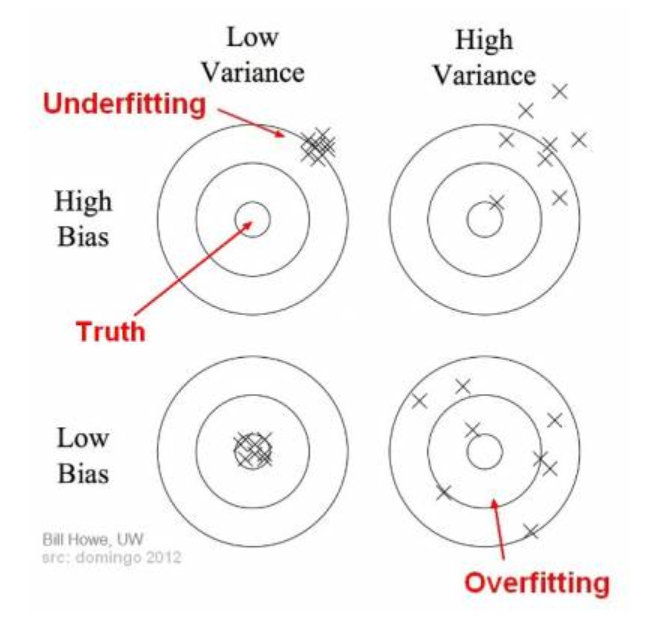 Low
Variance
High
Variance
Underfitting
High
Bias
Truth
Low
Bias
Bill Howe, UW
src: domingo 2012
Overfitting